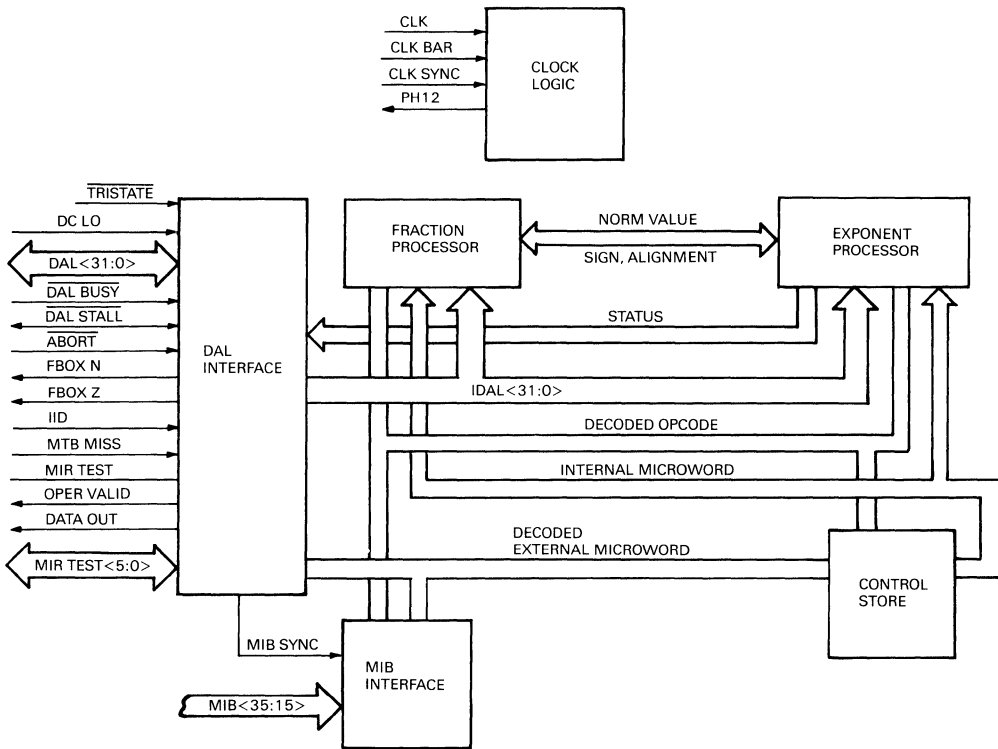 CLK
CLK BAR
CLK SYNC
PH12
CLOCK
LOGIC
TRISTATE
DC LO
DAL<31:0>
DAL BUSY
DAL STALL
ABORT
FBOX N
FBOX Z
IID
MTB MISS
MIR TEST
OPER VALID
DATA OUT
MIR TEST<5:0>
DAL
INTERFACE
FRACTION
PROCESSOR
NORM VALUE
SIGN, ALIGNMENT
EXPONENT
PROCESSOR
STATUS
IDAL<31:0>
DECODED OPCODE
INTERNAL MICROWORD
DECODED
EXTERNAL MICROWORD
CONTROL
STORE
MIB SYNC
MIB<35:15>
MIB
INTERFACE